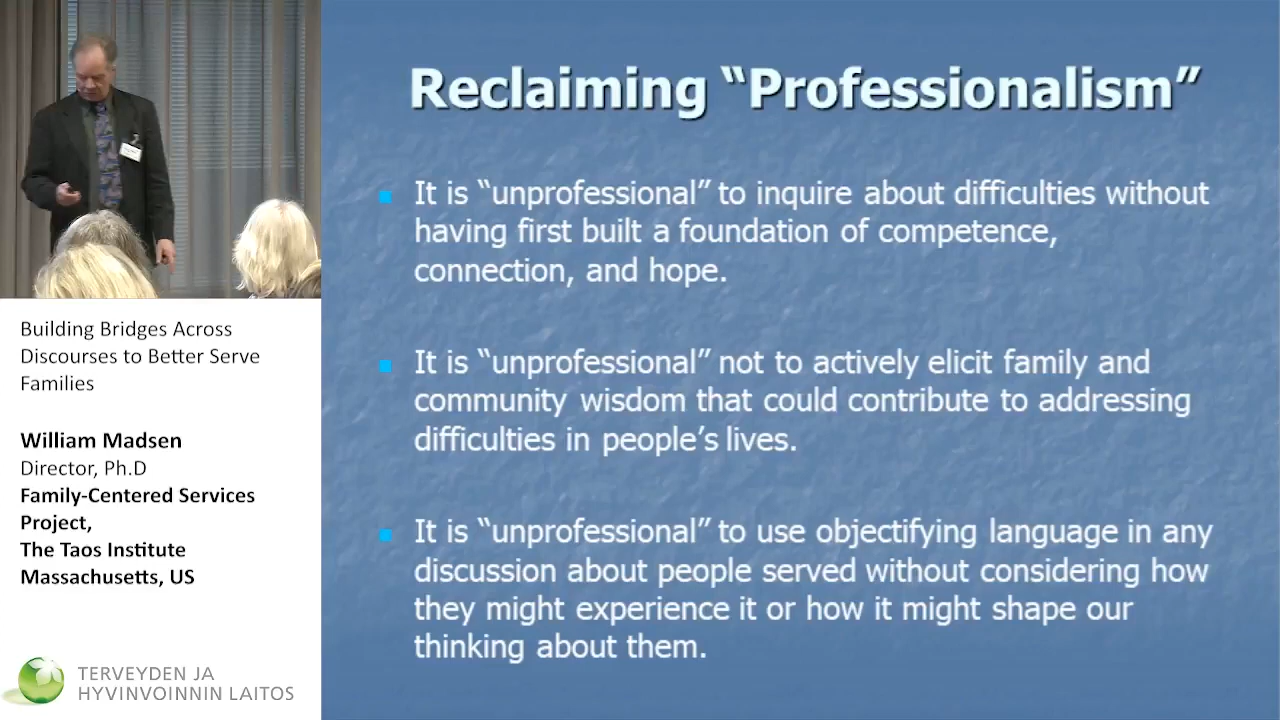 Reclaiming “Professionalism”
It is “unprofessional” to inquire about difficulties without
having first built a foundation of competence,
connection, and hope.
It is “unprofessional” not to actively elicit family and
community wisdom that could contribute to addressing
difficulties in people’s lives.
It is “unprofessional” to use objectifying language in any
discussion about people served without considering how
they might experience it or how it might shape our
thinking about them.
Building Bridges Across
Discourses to Better Serve
Families
William Madsen
Director, Ph.D
Family-Centered Services
Project,
The Taos Institute
Massachusetts, US
TERVEYDEN JA
HYVINVOINNIN LAITOS